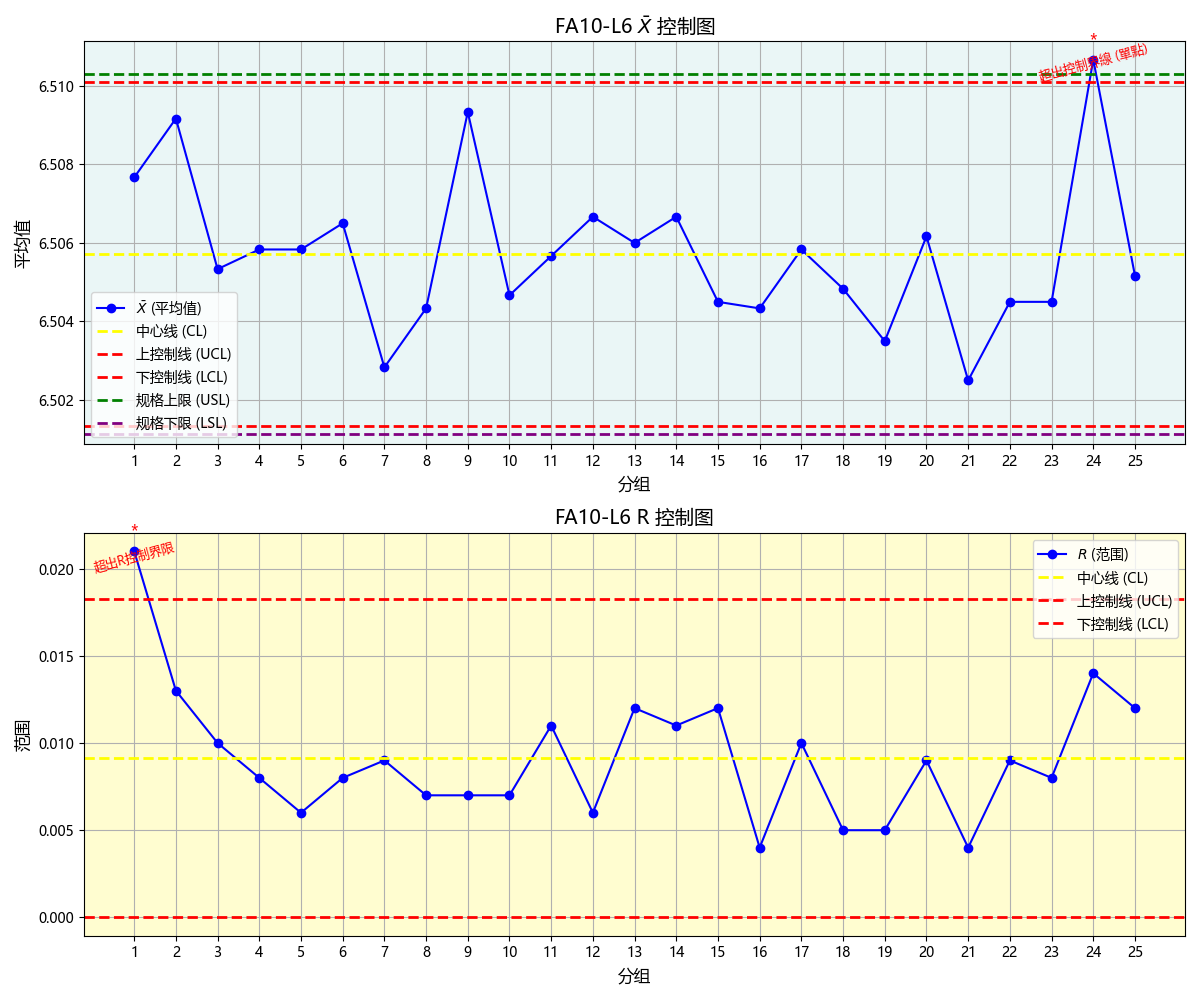 FA10-L6 X̄ 控制图
*
超出控制界線 (單點)
平均值
6.510
6.508
6.506
6.504
6.502
X̄ (平均值)
中心线 (CL)
上控制线 (UCL)
下控制线 (LCL)
规格上限 (USL)
规格下限 (LSL)
1 2 3 4 5 6 7 8 9 10 11 12 13 14 15 16 17 18 19 20 21 22 23 24 25
分组
FA10-L6 R 控制图
*
超出R控制界限
范围
0.020
0.015
0.010
0.005
0.000
R (范围)
中心线 (CL)
上控制线 (UCL)
下控制线 (LCL)
1 2 3 4 5 6 7 8 9 10 11 12 13 14 15 16 17 18 19 20 21 22 23 24 25
分组